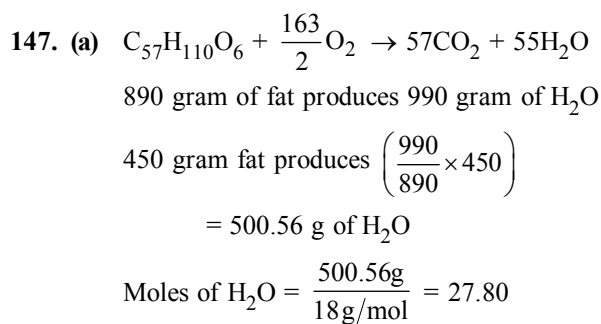 147. (a) C₅₇H₁₁₀O₆ + 163/2 O₂ → 57CO₂ + 55H₂O
890 gram of fat produces 990 gram of H₂O
450 gram fat produces (990/890 × 450)
= 500.56 g of H₂O
Moles of H₂O = 500.56g/18g/mol = 27.80